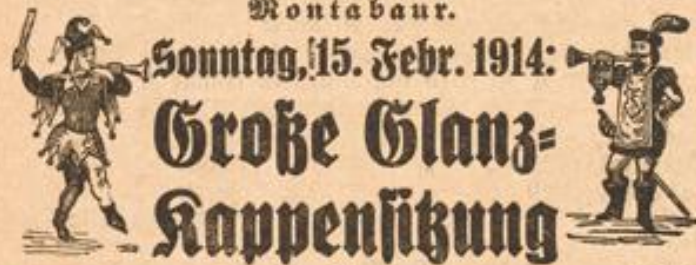 Montabaur.
Sonntag, 15. Febr. 1914:
Große Glanz=
Kappensitzung